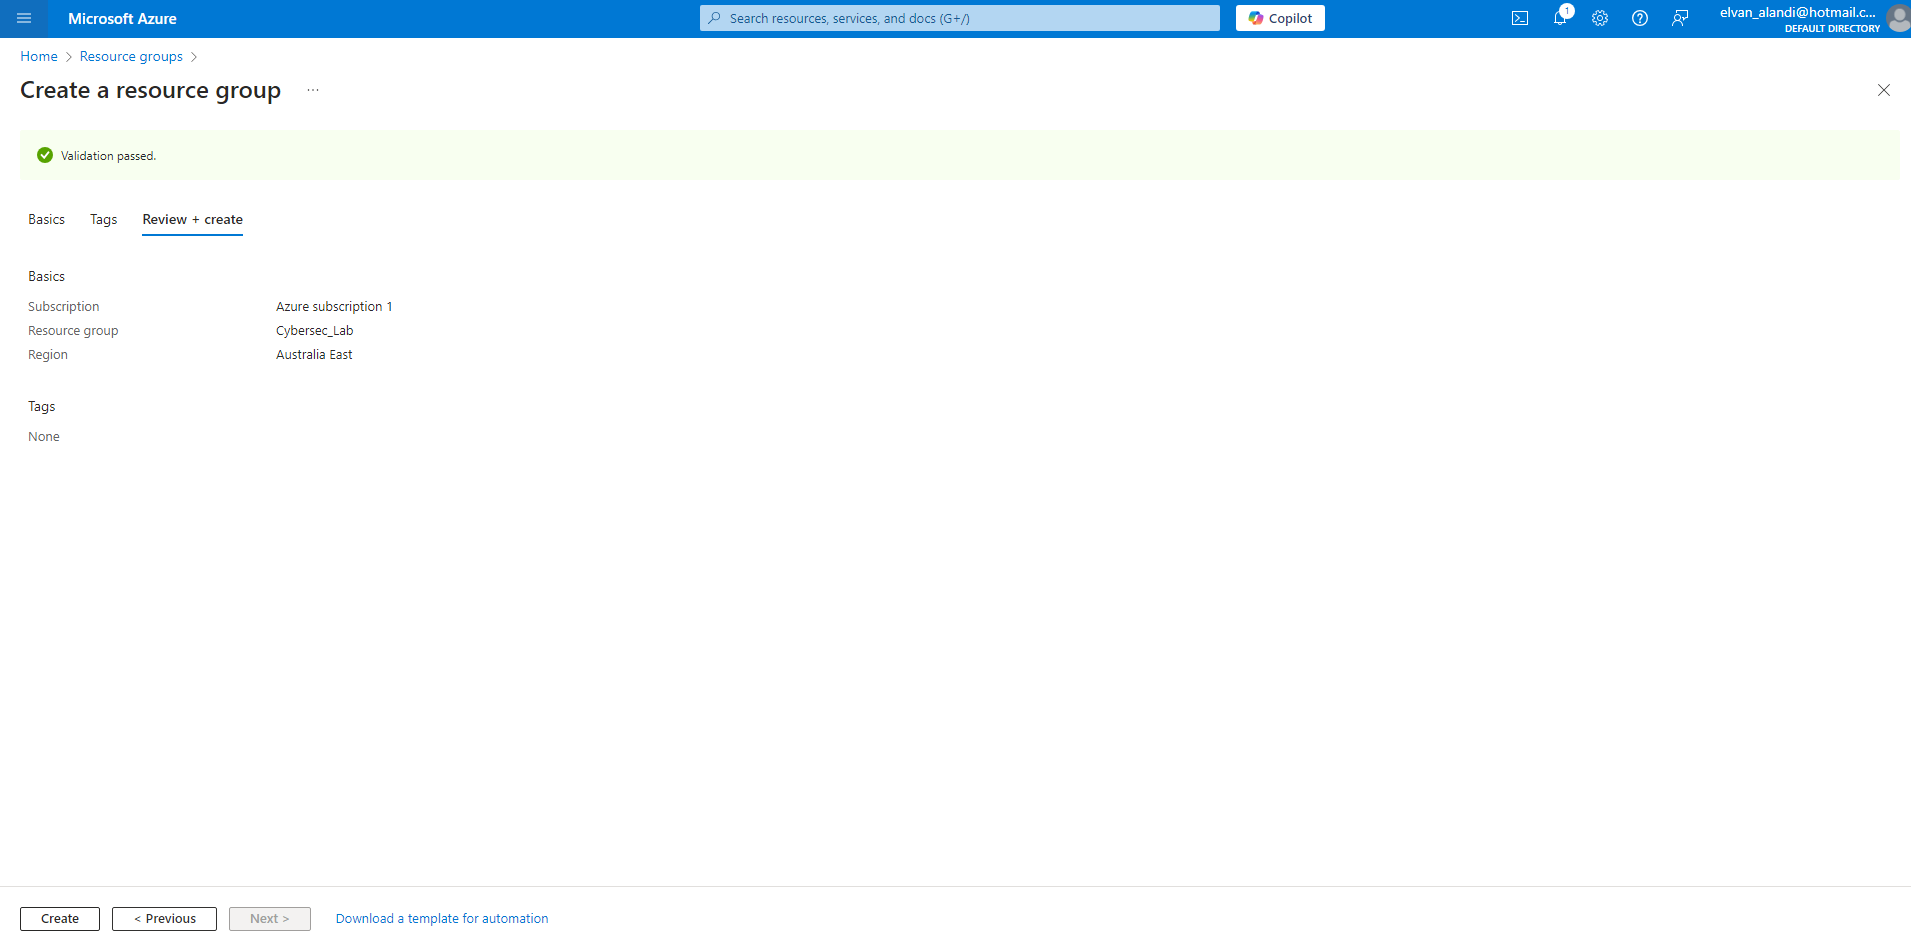 Microsoft Azure
Search resources, services, and docs (G+/)
Copilot
1
elvan_alandi@hotmail.c...
DEFAULT DIRECTORY
Home > Resource groups >
Create a resource group ...
Validation passed.
Basics Tags Review + create
Basics
Subscription Azure subscription 1
Resource group Cybersec_Lab
Region Australia East
Tags
None
Create < Previous Next > Download a template for automation